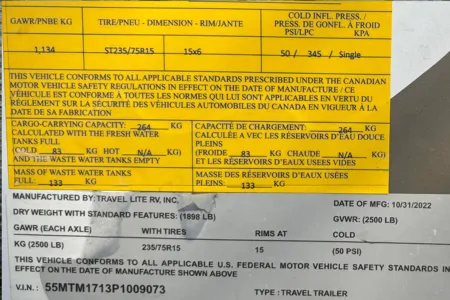 GAWR/PNBE KG TIRE/PNEU - DIMENSION - RIM/JANTE COLD INFL. PRESS./
PRESS. DE GONFL. À FROID
PSI/LPC KPA
1,134 ST235/75R15 15x6 50 / 345 / Single
THIS VEHICLE CONFORMS TO ALL APPLICABLE STANDARDS PRESCRIBED UNDER THE CANADIAN
MOTOR VEHICLE SAFETY REGULATIONS IN EFFECT ON THE DATE OF MANUFACTURE / CE
VÉHICULE EST CONFORME À TOUTES LES NORMES QUI LUI SONT APPLICABLES EN VERTU DU
RÈGLEMENT SUR LA SÉCURITÉ DES VÉHICULES AUTOMOBILES DU CANADA EN VIGUEUR À LA
DATE DE SA FABRICATION
CARGO-CARRYING CAPACITY: 264 KG
CALCULATED WITH THE FRESH WATER
TANKS FULL
(COLD 83 KG HOT N/A KG)
AND THE WASTE WATER TANKS EMPTY
CAPACITÉ DE CHARGEMENT: 264 KG
CALCULÉE AVEC LES RÉSERVOIRS D'EAU DOUCE
PLEINS
(FROIDE 83 KG CHAUDE N/A KG)
ET LES RÉSERVOIRS D'EAUX USÉES VIDES
MASS OF WASTE WATER TANKS
FULL: 133 KG
MASSE DES RÉSERVOIRS D'EAUX USÉES
PLEINS: 133 KG
MANUFACTURED BY: TRAVEL LITE RV, INC. DATE OF MFG: 10/31/2022
DRY WEIGHT WITH STANDARD FEATURES: (1898 LB) GVWR: (2500 LB)
GAWR (EACH AXLE) WITH TIRES RIMS AT COLD
KG (2500 LB) 235/75R15 15 (50 PSI)
THIS VEHICLE CONFORMS TO ALL APPLICABLE U.S. FEDERAL MOTOR VEHICLE SAFETY STANDARDS IN
EFFECT ON THE DATE OF MANUFACTURE SHOWN ABOVE
V.I.N. : 55MTM1713P1009073 TYPE : TRAVEL TRAILER